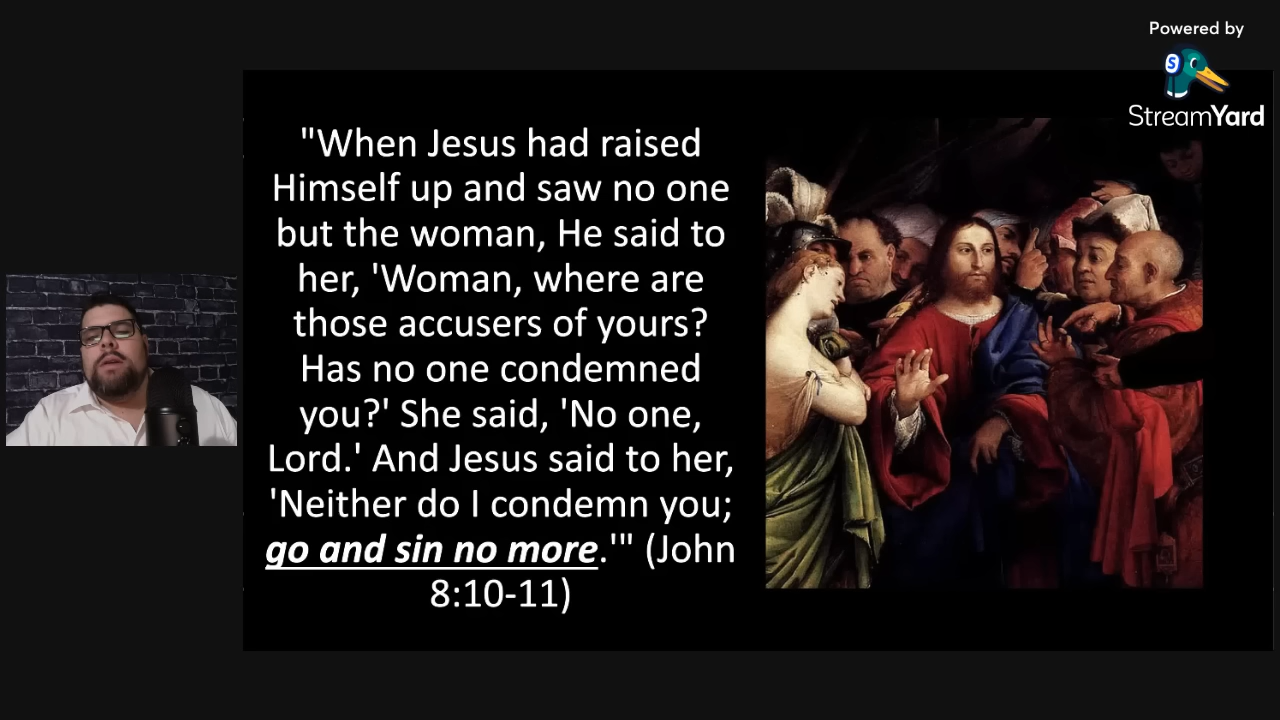 Powered by
StreamYard
"When Jesus had raised
Himself up and saw no one
but the woman, He said to
her, 'Woman, where are
those accusers of yours?
Has no one condemned
you?' She said, 'No one,
Lord.' And Jesus said to her,
'Neither do I condemn you;
go and sin no more.'" (John
8:10-11)